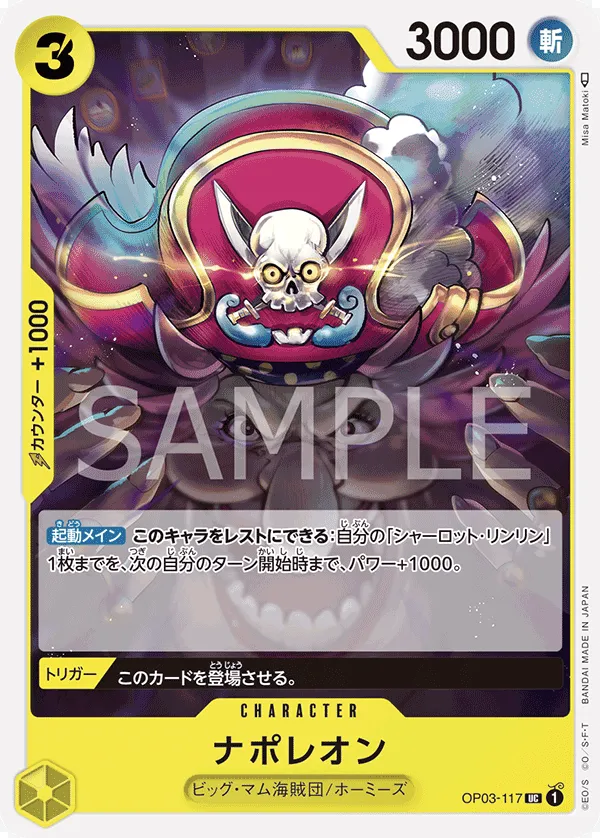 3
3000 斬
Misa Matoki
カウンター +1000
SAMPLE
起動メイン このキャラをレストにできる:自分の「シャーロット・リンリン」
1枚までを、次の自分のターン開始時まで、パワー+1000。
トリガー このカードを登場させる。
CHARACTER
ナポレオン
ビッグ・マム海賊団/ホーミーズ
OP03-117 UC 1
©E.O/S ©O/S・F・T BANDAI MADE IN JAPAN